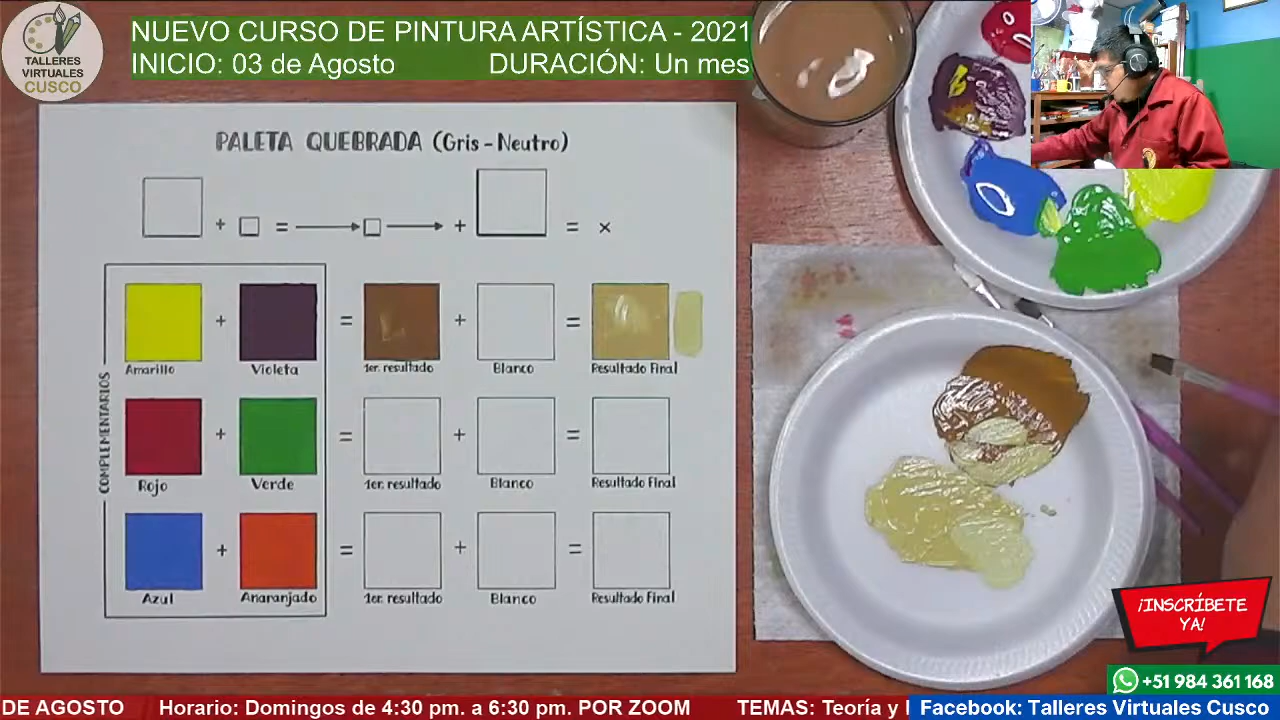 TALLERES
VIRTUALES
CUSCO
NUEVO CURSO DE PINTURA ARTÍSTICA - 2021
INICIO: 03 de Agosto DURACIÓN: Un mes
PALETA QUEBRADA (Gris - Neutro)
+ = + = ×
COMPLEMENTARIOS
+ = + =
Amarillo Violeta 1er. resultado Blanco Resultado Final
+ = + =
Rojo Verde 1er. resultado Blanco Resultado Final
+ = + =
Azul Anaranjado 1er. resultado Blanco Resultado Final
¡INSCRÍBETE
YA!
+51 984 361 168
DE AGOSTO Horario: Domingos de 4:30 pm. a 6:30 pm. POR ZOOM TEMAS: Teoría y
Facebook: Talleres Virtuales Cusco